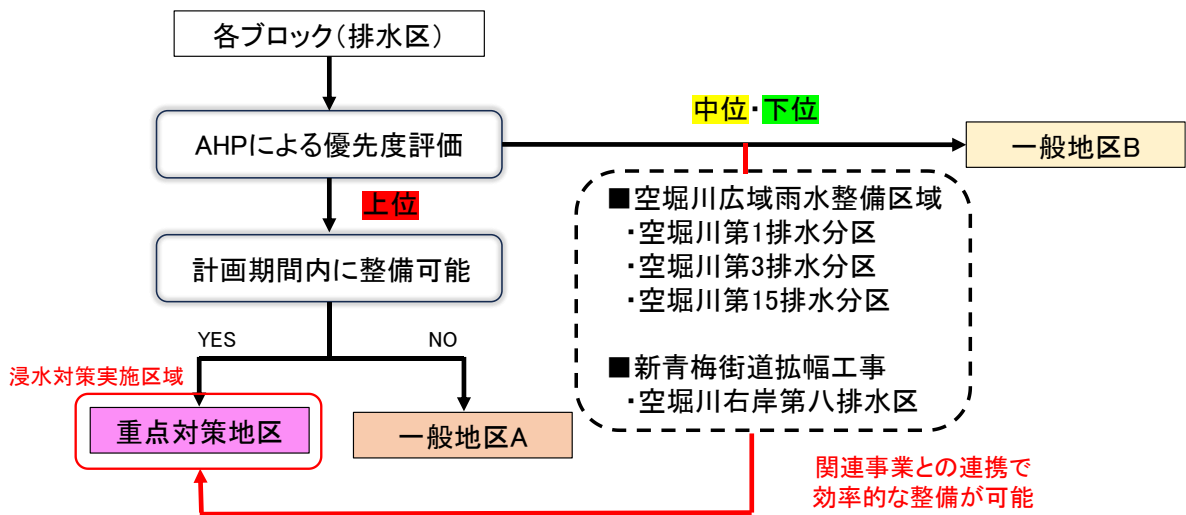 各ブロック（排水区）
AHPによる優先度評価
中位・下位
一般地区B
上位
計画期間内に整備可能
YES
NO
浸水対策実施区域
重点対策地区
一般地区A
■空堀川広域雨水整備区域
・空堀川第1排水分区
・空堀川第3排水分区
・空堀川第15排水分区
■新青梅街道拡幅工事
・空堀川右岸第八排水区
関連事業との連携で
効率的な整備が可能